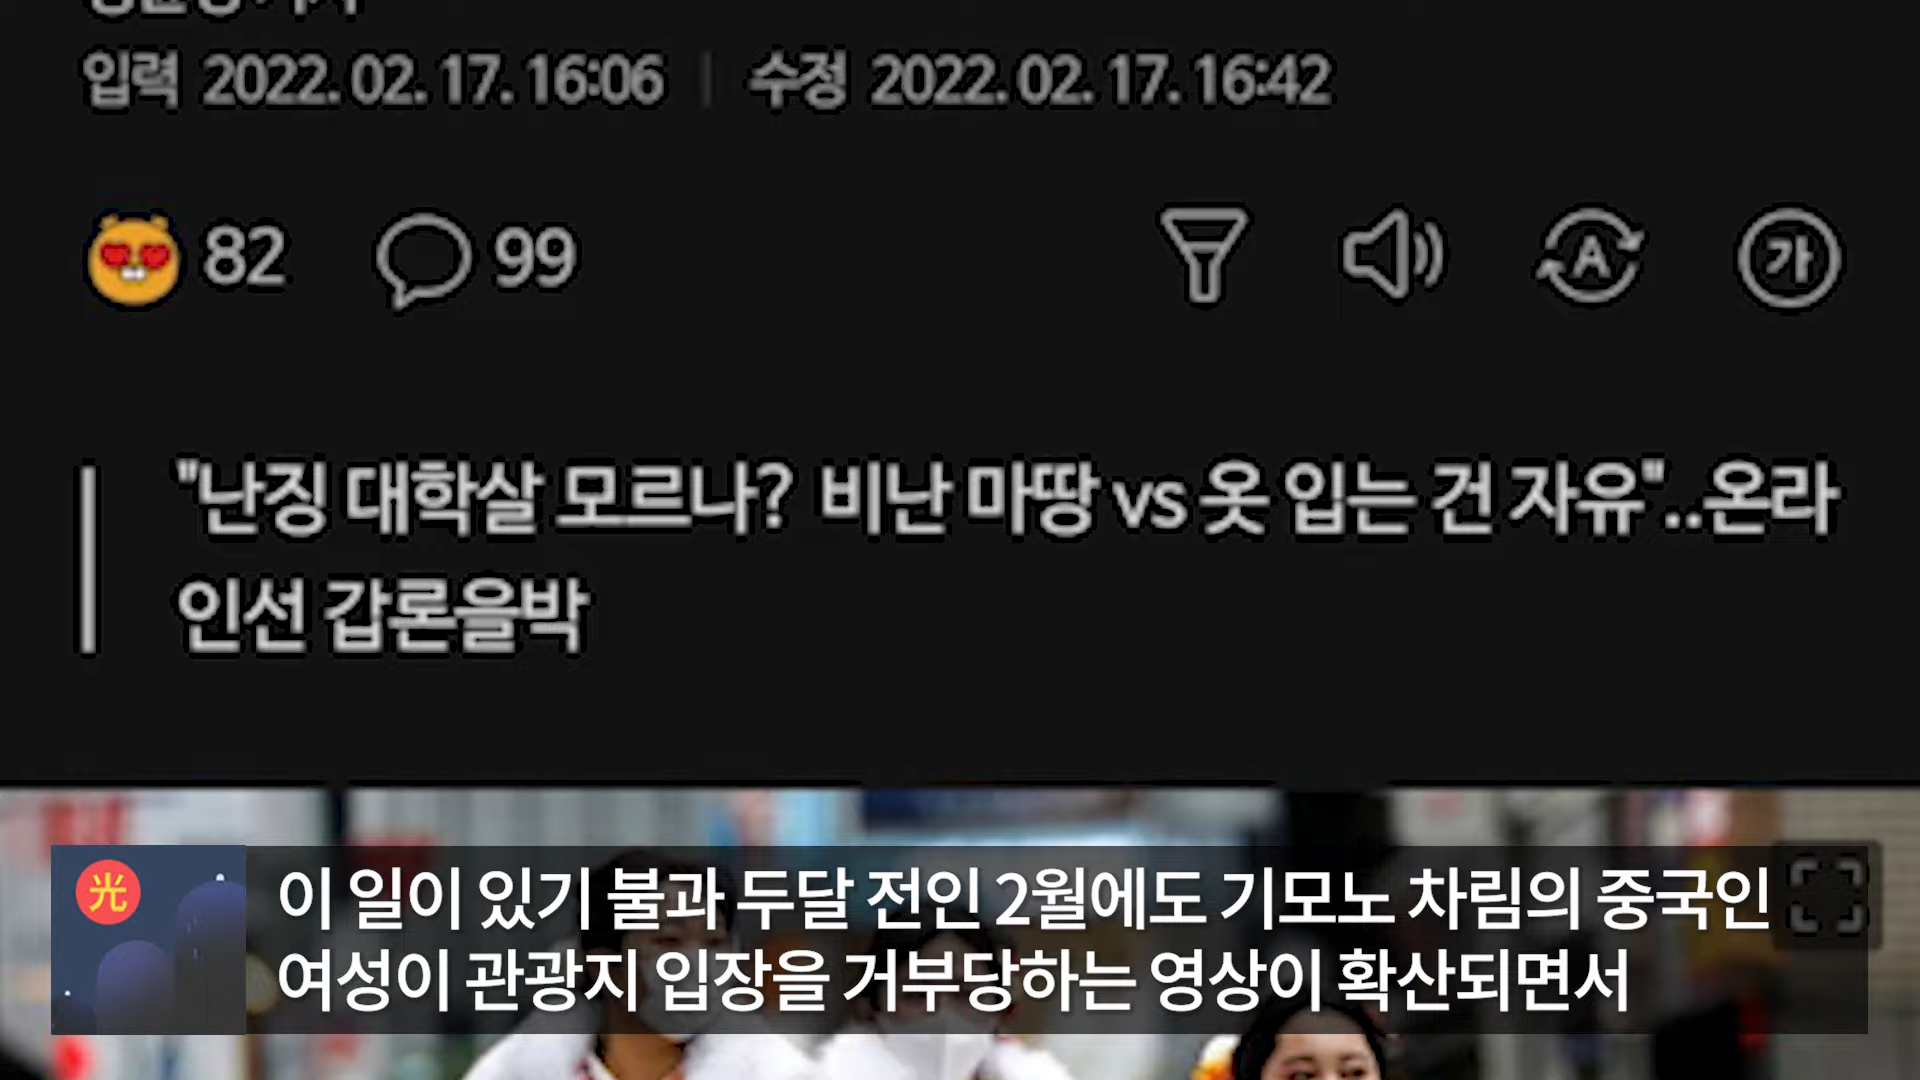 입력 2022. 02. 17. 16:06 | 수정 2022. 02. 17. 16:42
82 99 A 가
"난징 대학살 모르나? 비난 마땅 vs 옷 입는 건 자유"..온라
인선 갑론을박
光
이 일이 있기 불과 두달 전인 2월에도 기모노 차림의 중국인
여성이 관광지 입장을 거부당하는 영상이 확산되면서